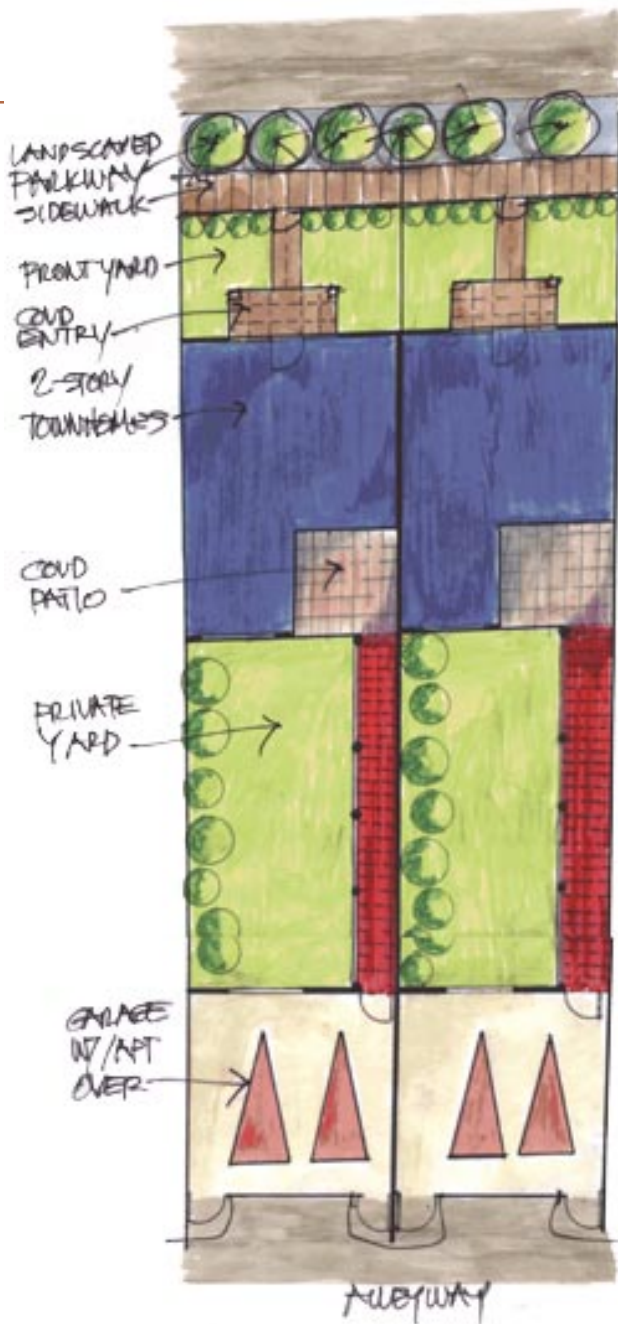 LANDSCAPED
PARKWAY
SIDEWALK
FRONT YARD
COVD
ENTRY
2-STORY
TOWNHOMES
COVD
PATIO
PRIVATE
YARD
GARAGE
W/APT
OVER
ALLEYWAY